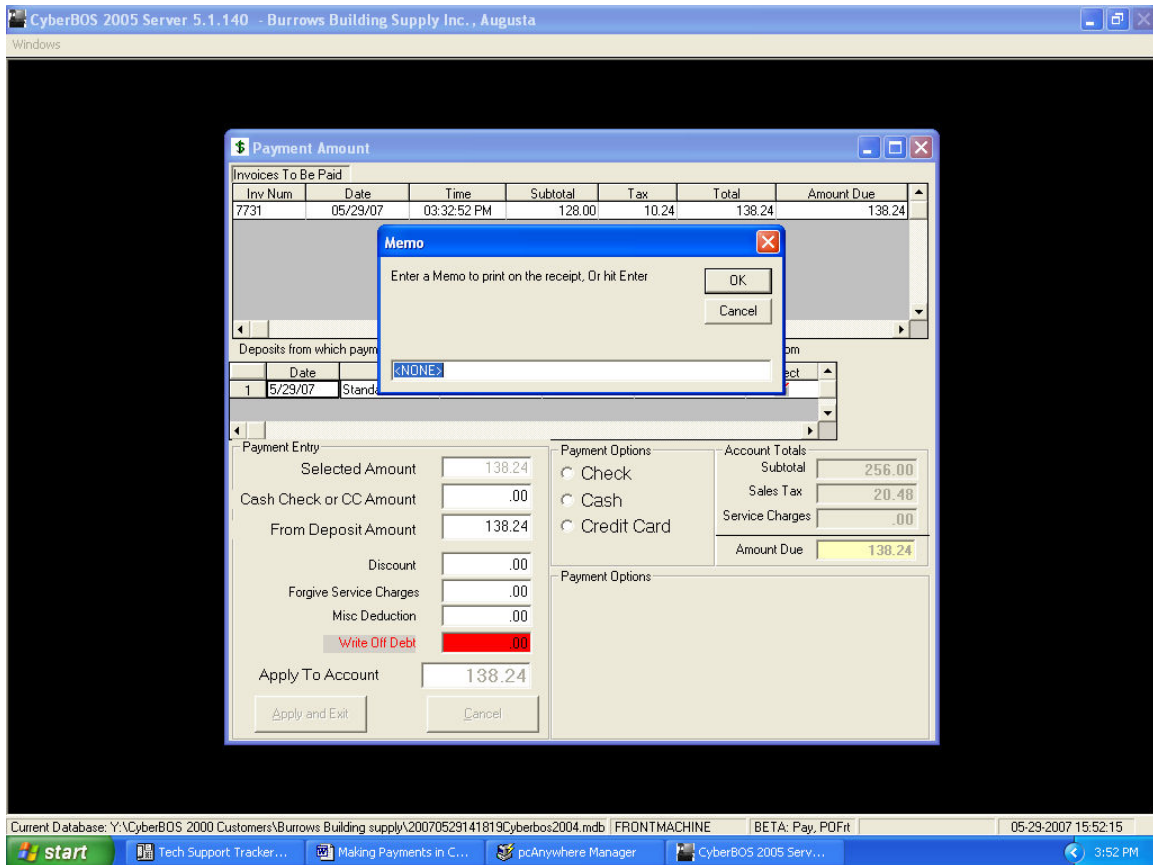 CyberBOS 2005 Server 5.1.140 - Burrows Building Supply Inc., Augusta
Windows
Payment Amount
Invoices To Be Paid
Inv Num Date Time Subtotal Tax Total Amount Due
7731 05/29/07 03:32:52 PM 128.00 10.24 138.24 138.24
Memo
Enter a Memo to print on the receipt, Or hit Enter
OK
Cancel
<NONE>
Deposits from which paym om
Date ect
1 5/29/07 Standa
Payment Entry
Selected Amount 138.24
Cash Check or CC Amount .00
From Deposit Amount 138.24
Discount .00
Forgive Service Charges .00
Misc Deduction .00
Write Off Debt .00
Apply To Account 138.24
Apply and Exit Cancel
Payment Options
Check
Cash
Credit Card
Account Totals
Subtotal 256.00
Sales Tax 20.48
Service Charges .00
Amount Due 138.24
Payment Options
Current Database: Y:\CyberBOS 2000 Customers\Burrows Building supply\20070529141819Cyberbos2004.mdb FRONTMACHINE BETA: Pay, POFrt 05-29-2007 15:52:15
start Tech Support Tracker... Making Payments in C... pcAnywhere Manager CyberBOS 2005 Serv... 3:52 PM